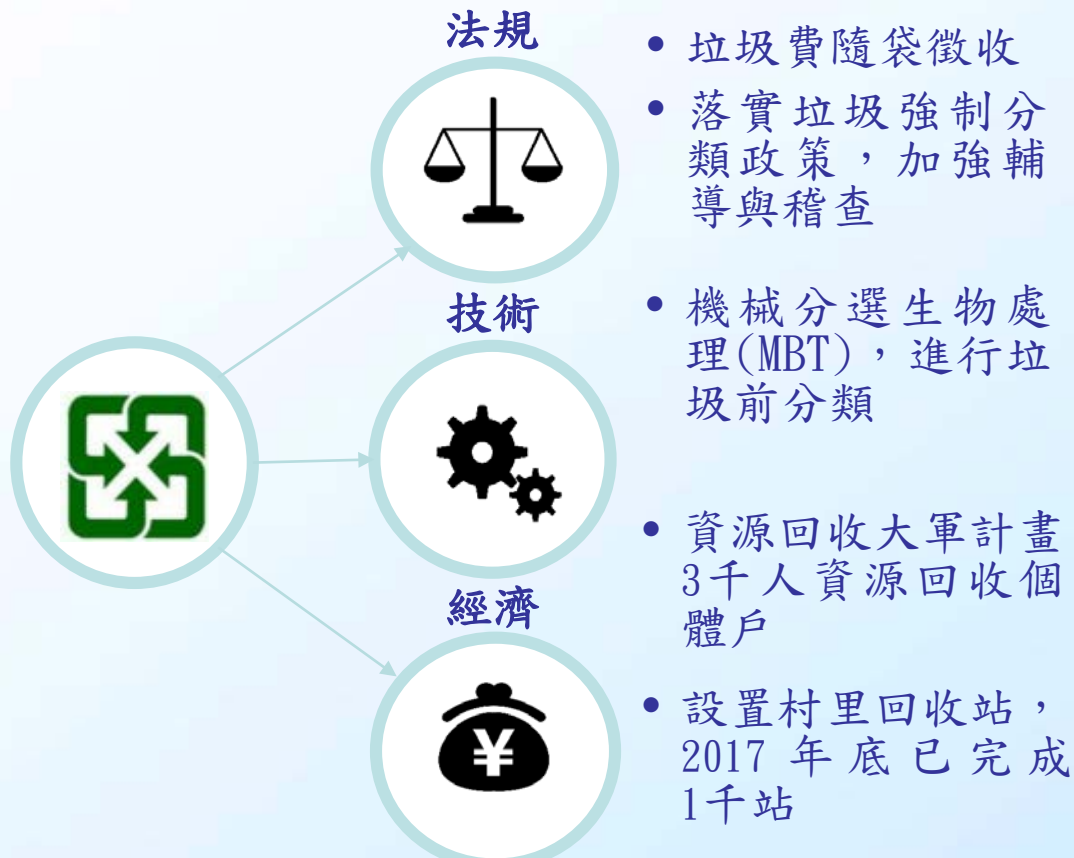 法規
• 垃圾費隨袋徵收
• 落實垃圾強制分
類政策，加強輔
導與稽查
技術
• 機械分選生物處
理(MBT)，進行垃
圾前分類
經濟
• 資源回收大軍計畫
3千人資源回收個
體戶
• 設置村里回收站，
2017年底已完成
1千站
¥